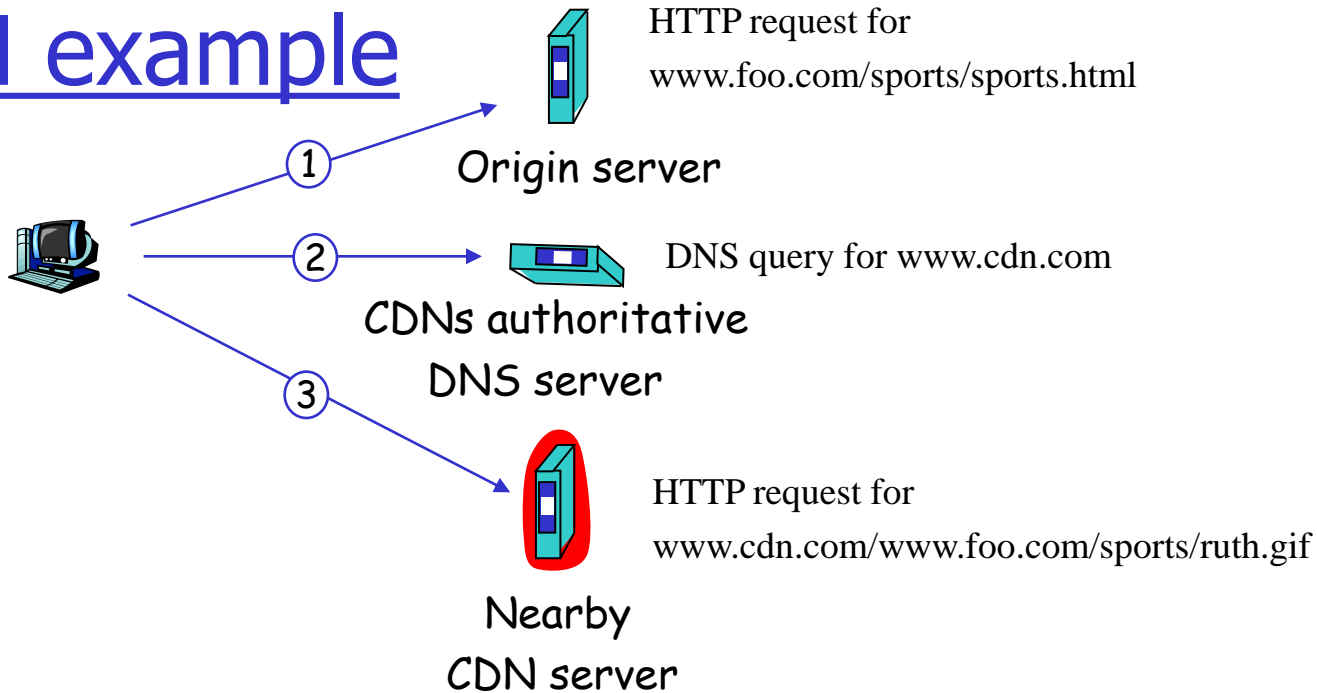 example
HTTP request for
www.foo.com/sports/sports.html
1
Origin server
2
DNS query for www.cdn.com
CDNs authoritative
DNS server
3
HTTP request for
www.cdn.com/www.foo.com/sports/ruth.gif
Nearby
CDN server